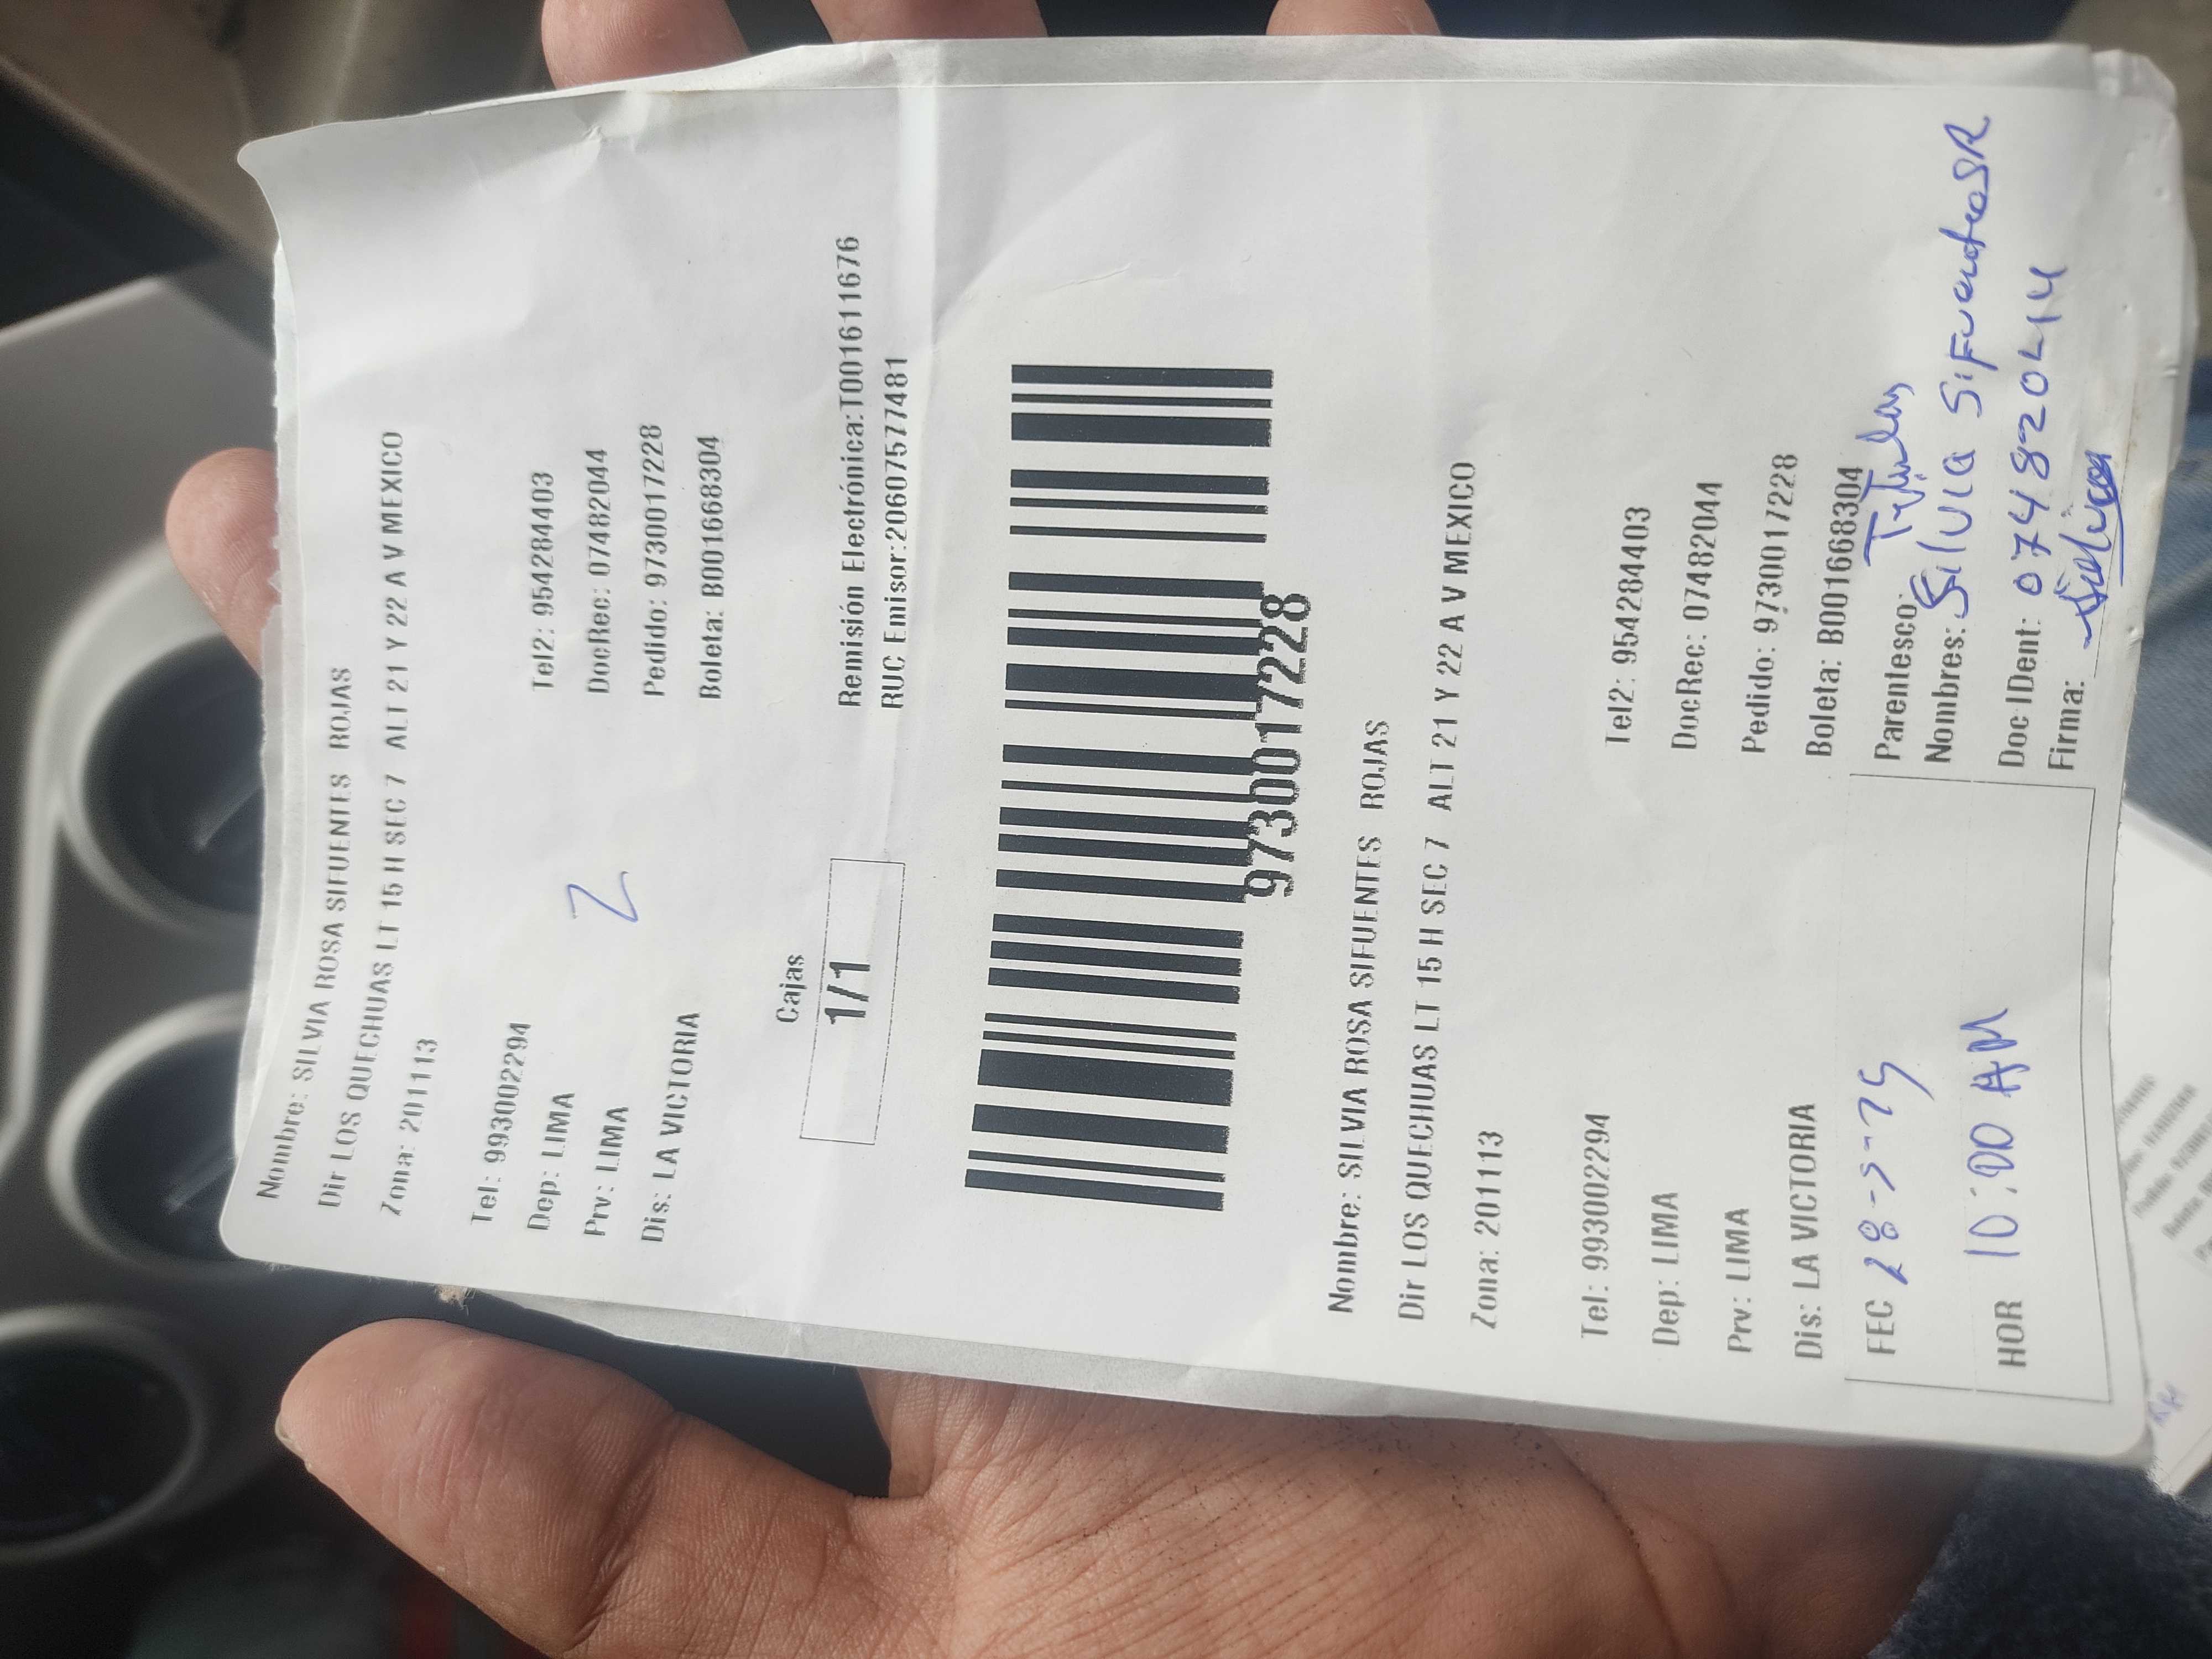 Nombre: SILVIA ROSA SIFUENTES ROJAS
Dir LOS QUECHUAS LT 15 H SEC 7 ALT 21 Y 22 A V MEXICO
Zona: 201113
Tel: 993002294 Tel2: 954284403
Dep: LIMA DocRec: 07482044
Prv: LIMA 2 Pedido: 9730017228
Dis: LA VICTORIA Boleta: B001668304
Cajas
1/1 Remisión Electrónica:T001611676
RUC Emisor:20607577481
9730017228
Nombre: SILVIA ROSA SIFUENTES ROJAS
Dir LOS QUECHUAS LT 15 H SEC 7 ALT 21 Y 22 A V MEXICO
Zona: 201113
Tel: 993002294 Tel2: 954284403
Dep: LIMA DocRec: 07482044
Prv: LIMA Pedido: 9730017228
Dis: LA VICTORIA Boleta: B001668304
FEC 28-5-25 Parentesco: Titular
Nombres: Silvia Sifuentes R
HOR 10:00 AM Doc IDent: 07482044
Firma: